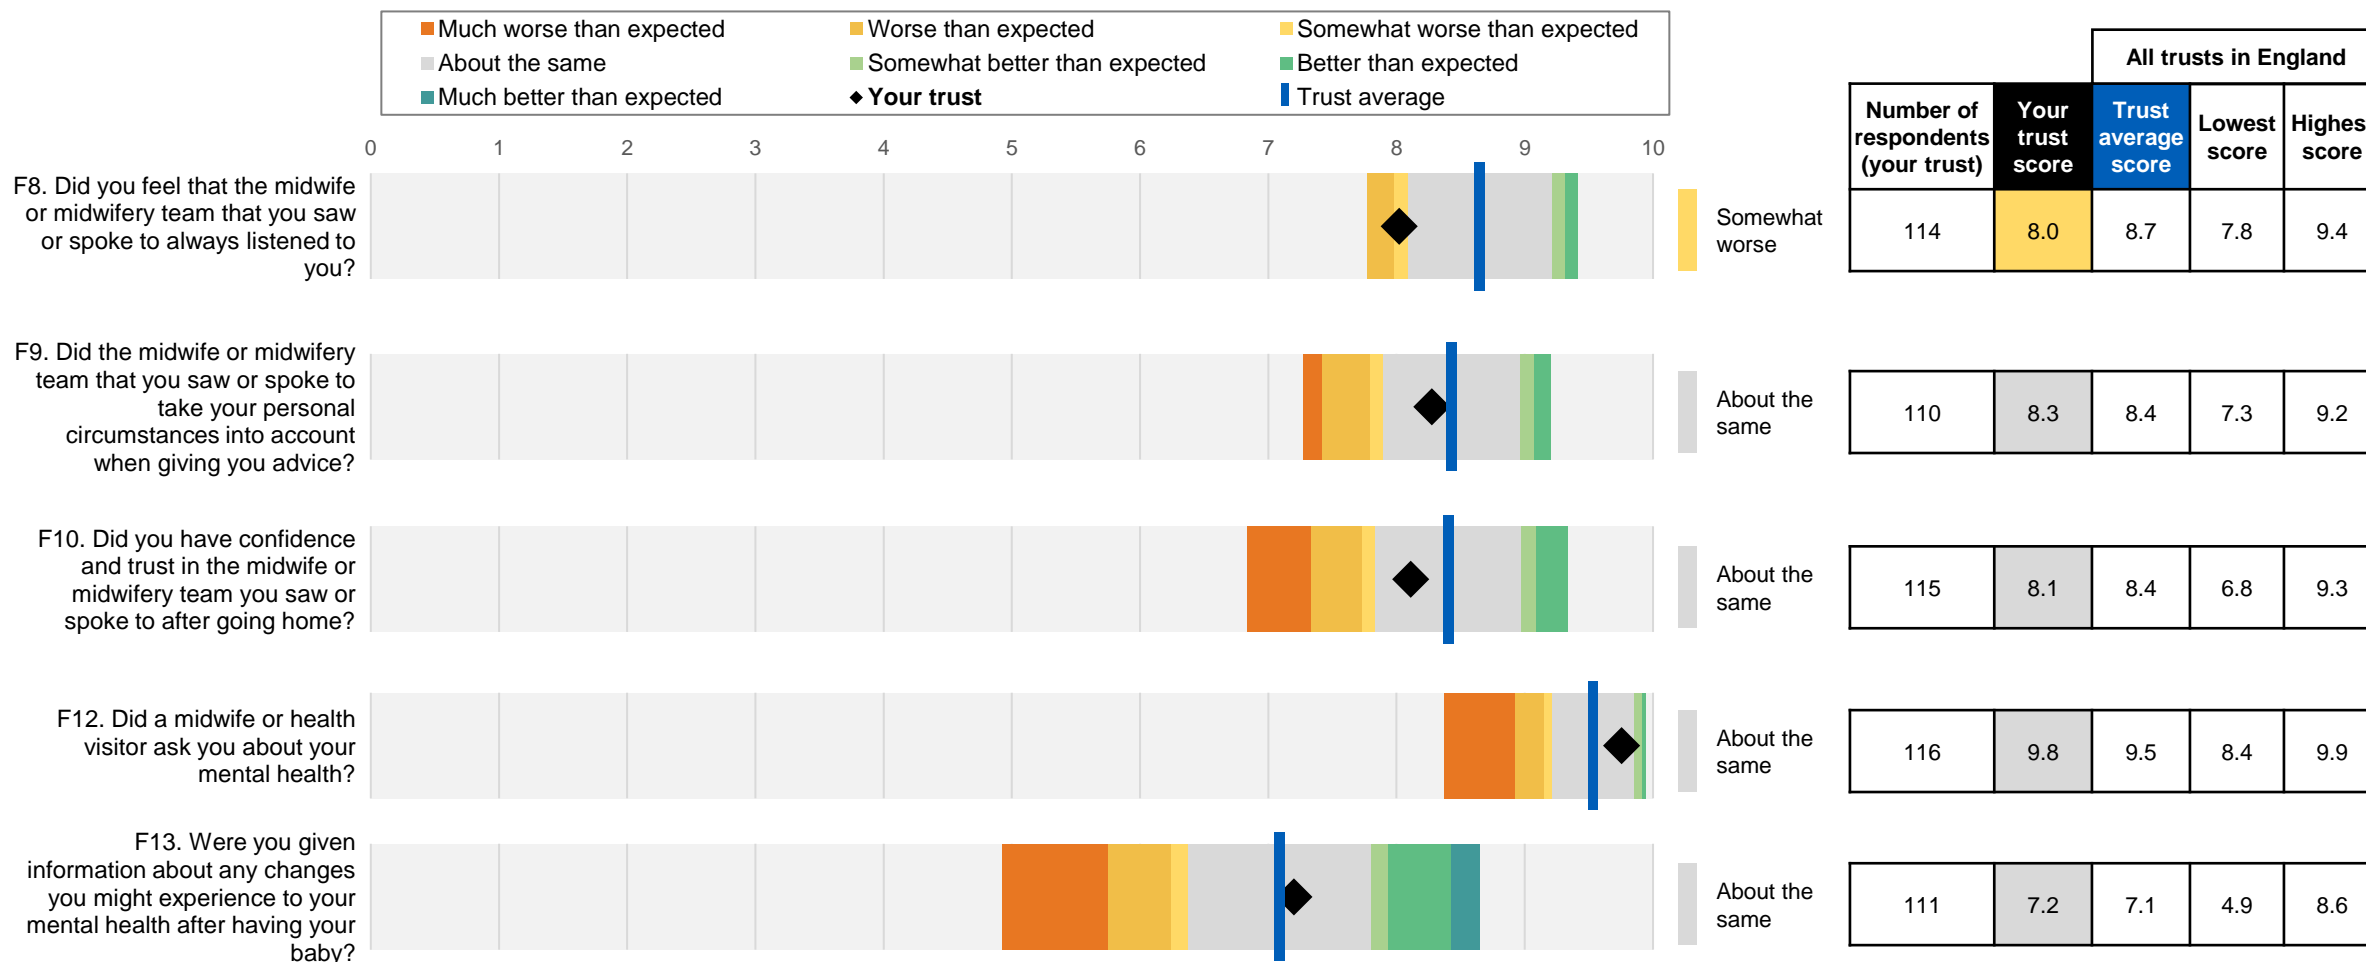 Much worse than expected
Worse than expected
Somewhat worse than expected
About the same
Somewhat better than expected
Better than expected
Much better than expected
Your trust
Trust average
All trusts in England
Number of
respondents
(your trust)
Your
trust
score
Trust
average
score
Lowest
score
Highes
score
0 1 2 3 4 5 6 7 8 9 10
F8. Did you feel that the midwife
or midwifery team that you saw
or spoke to always listened to
you?
Somewhat
worse
114 8.0 8.7 7.8 9.4
F9. Did the midwife or midwifery
team that you saw or spoke to
take your personal
circumstances into account
when giving you advice?
About the
same
110 8.3 8.4 7.3 9.2
F10. Did you have confidence
and trust in the midwife or
midwifery team you saw or
spoke to after going home?
About the
same
115 8.1 8.4 6.8 9.3
F12. Did a midwife or health
visitor ask you about your
mental health?
About the
same
116 9.8 9.5 8.4 9.9
F13. Were you given
information about any changes
you might experience to your
mental health after having your
baby?
About the
same
111 7.2 7.1 4.9 8.6